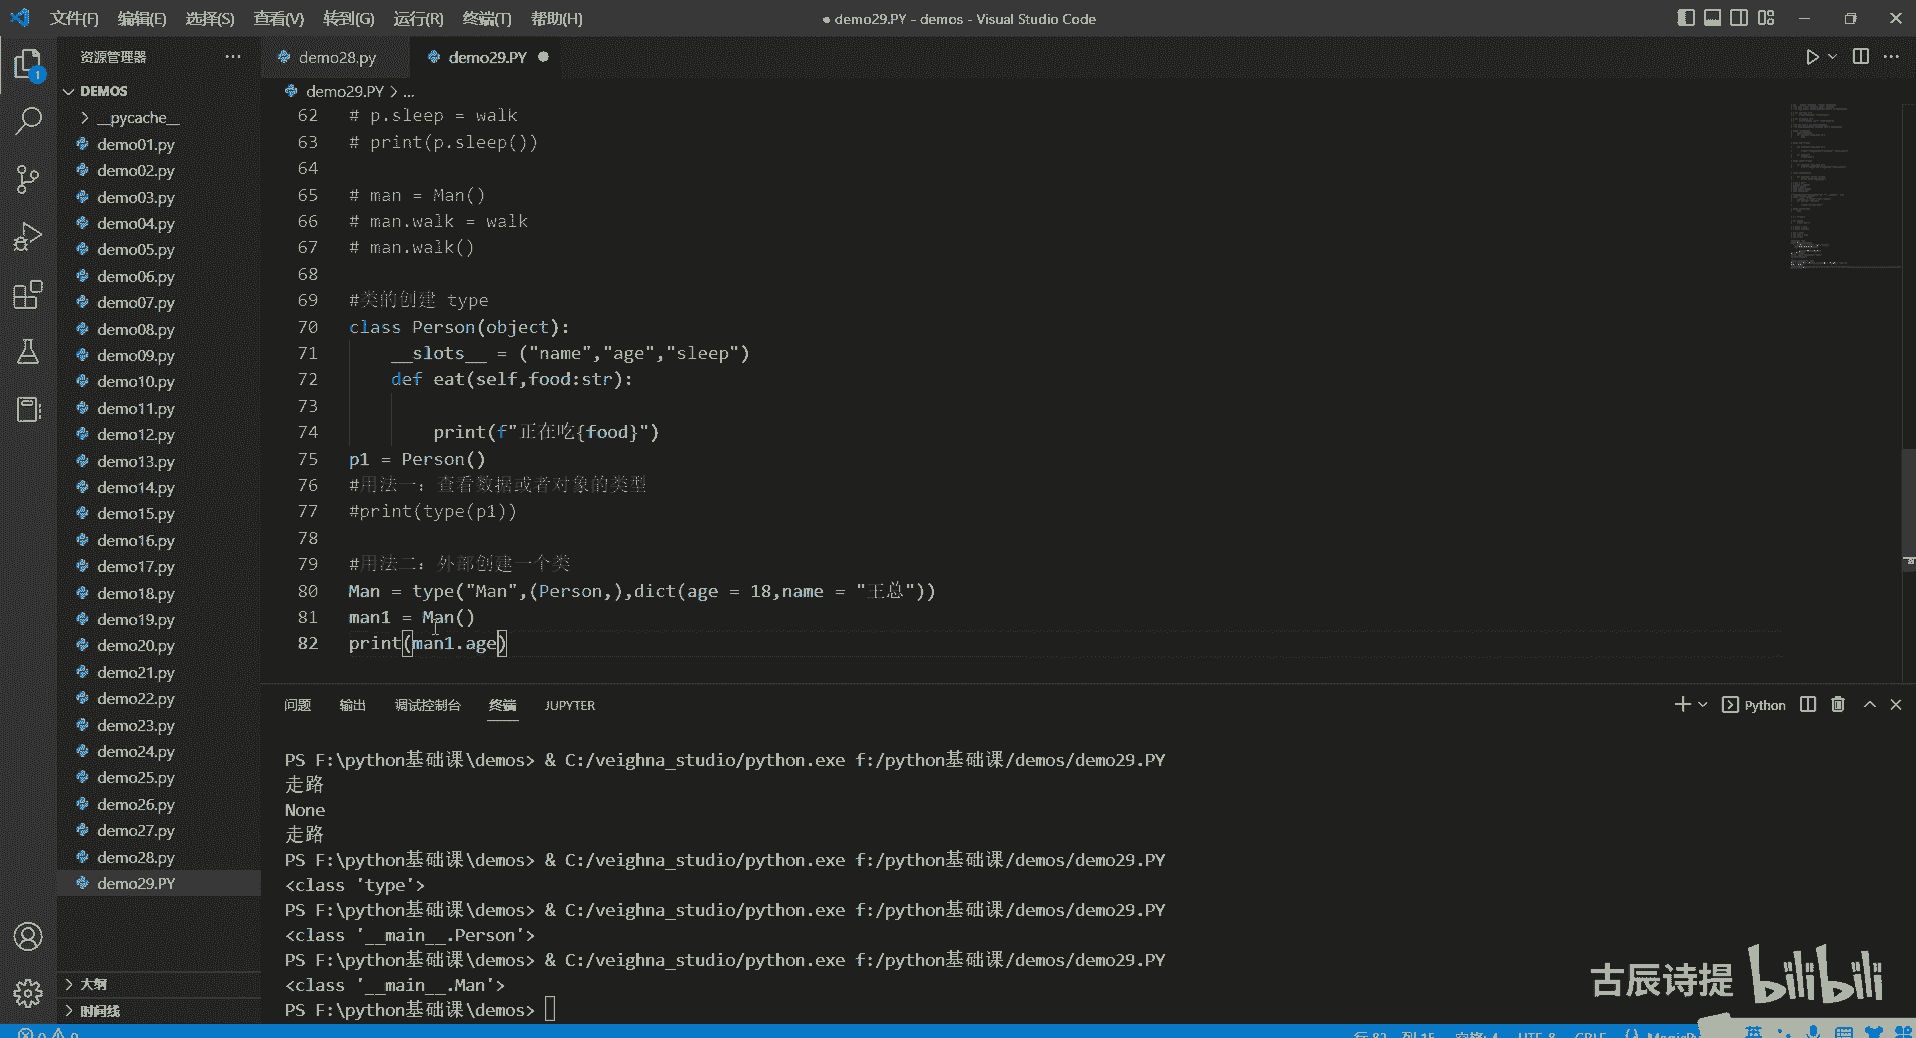 文件(F) 编辑(E) 选择(S) 查看(V) 转到(G) 运行(R) 终端(T) 帮助(H)
● demo29.PY - demos - Visual Studio Code
资源管理器
demo28.py
demo29.PY
DEMOS
demo29.PY > ...
__pycache__
demo01.py
demo02.py
demo03.py
demo04.py
demo05.py
demo06.py
demo07.py
demo08.py
demo09.py
demo10.py
demo11.py
demo12.py
demo13.py
demo14.py
demo15.py
demo16.py
demo17.py
demo18.py
demo19.py
demo20.py
demo21.py
demo22.py
demo23.py
demo24.py
demo25.py
demo26.py
demo27.py
demo28.py
demo29.PY
大纲
时间线
1
62 # p.sleep = walk
63 # print(p.sleep())
64
65 # man = Man()
66 # man.walk = walk
67 # man.walk()
68
69 #类的创建 type
70 class Person(object):
71 __slots__ = ("name","age","sleep")
72 def eat(self,food:str):
73
74 print(f"正在吃{food}")
75 p1 = Person()
76 #用法一：查看数据或者对象的类型
77 #print(type(p1))
78
79 #用法二：外部创建一个类
80 Man = type("Man",(Person,),dict(age = 18,name = "王总"))
81 man1 = Man()
82 print(man1.age)
问题 输出 调试控制台 终端 JUPYTER
Python
PS F:\python基础课\demos> & C:/veighna_studio/python.exe f:/python基础课/demos/demo29.PY
走路
None
走路
PS F:\python基础课\demos> & C:/veighna_studio/python.exe f:/python基础课/demos/demo29.PY
<class 'type'>
PS F:\python基础课\demos> & C:/veighna_studio/python.exe f:/python基础课/demos/demo29.PY
<class '__main__.Person'>
PS F:\python基础课\demos> & C:/veighna_studio/python.exe f:/python基础课/demos/demo29.PY
<class '__main__.Man'>
PS F:\python基础课\demos>
古辰诗提 bilibili
英